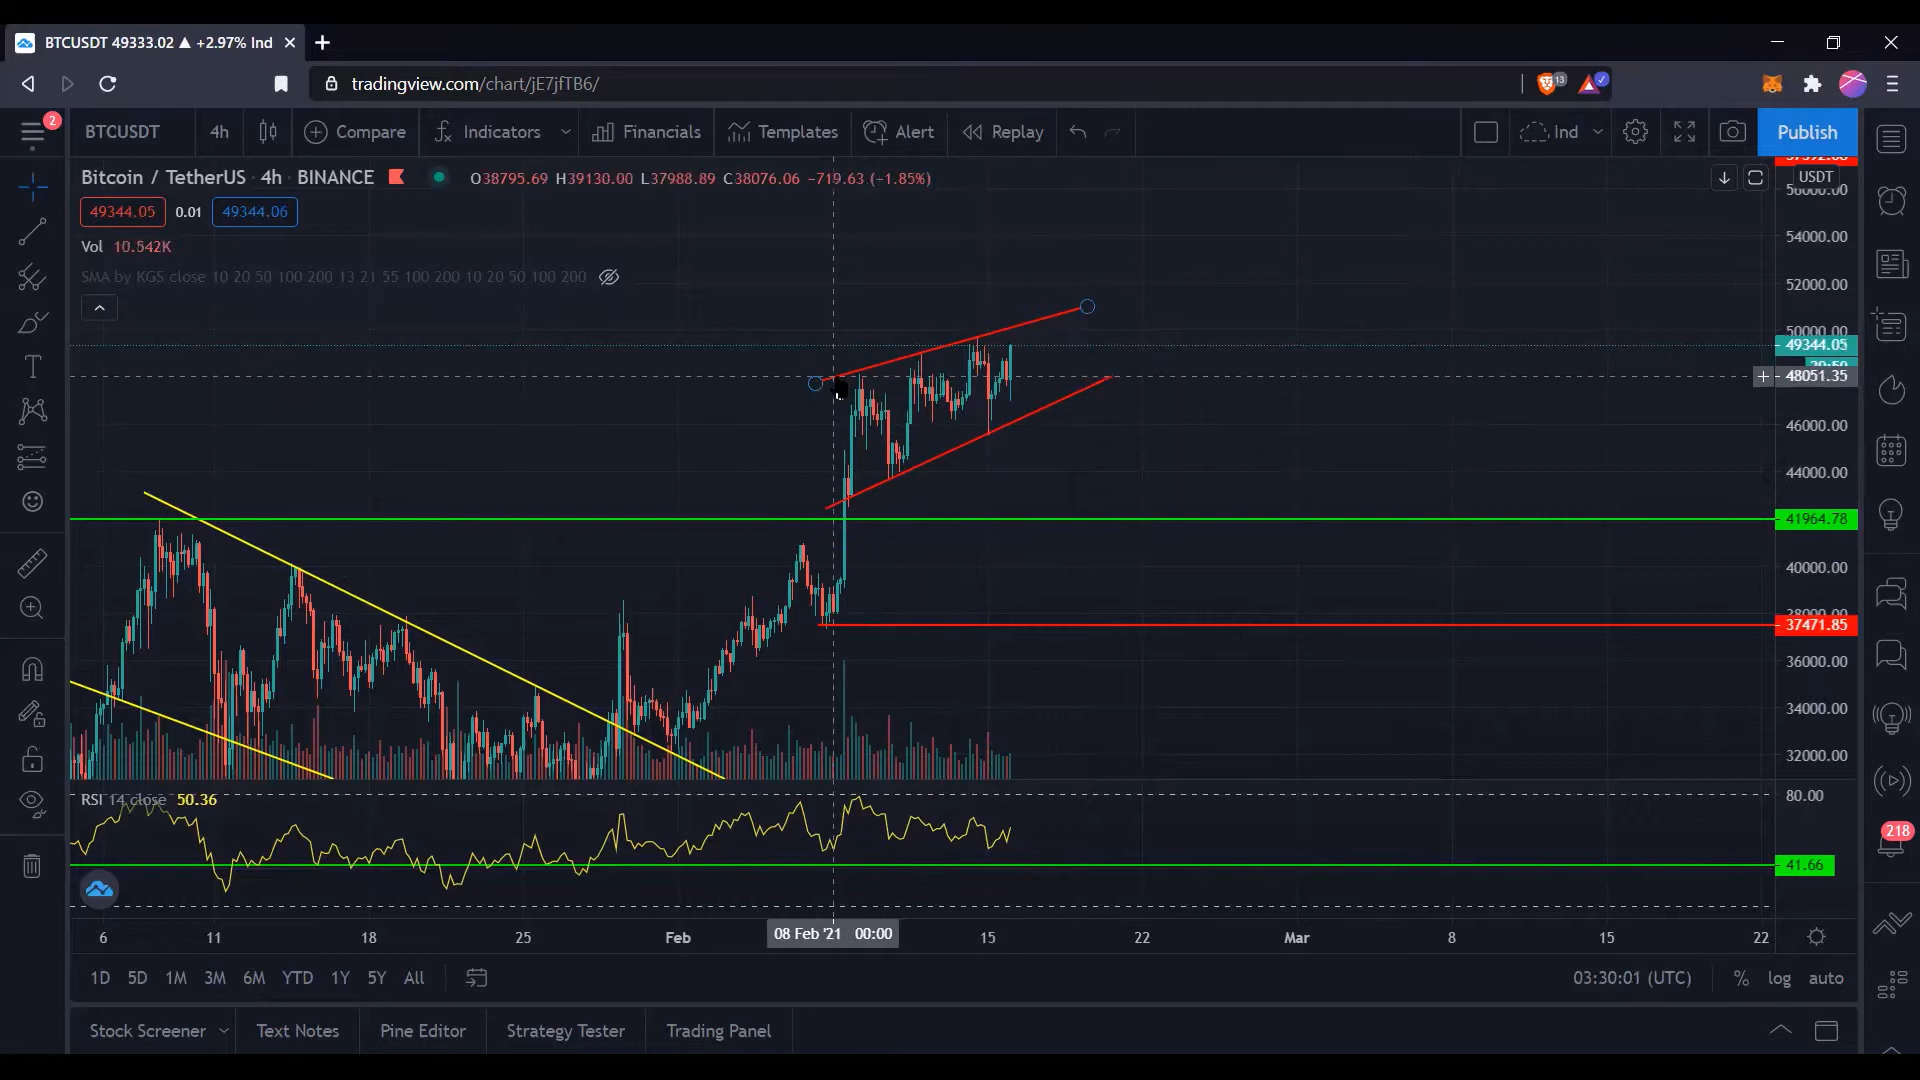 BTCUSDT 49333.02 ▲ +2.97% Ind
tradingview.com/chart/jE7jfTB6/
13
2
BTCUSDT 4h Compare Indicators Financials Templates Alert Replay Ind Publish
Bitcoin / TetherUS 4h BINANCE O38795.69 H39130.00 L37988.89 C38076.06 −719.63 (−1.85%)
USDT
49344.05 0.01 49344.06
Vol 10.542K
SMA by KGS close 10 20 50 100 200 13 21 55 100 200 10 20 50 100 200
56000.00
54000.00
52000.00
50000.00
49344.05
48051.35
46000.00
44000.00
41964.78
40000.00
38000.00
37471.85
36000.00
34000.00
32000.00
RSI 14 close 50.36
80.00
218
41.66
6 11 18 25 Feb 08 Feb '21 00:00 15 22 Mar 8 15 22
1D 5D 1M 3M 6M YTD 1Y 5Y All 03:30:01 (UTC) % log auto
Stock Screener Text Notes Pine Editor Strategy Tester Trading Panel